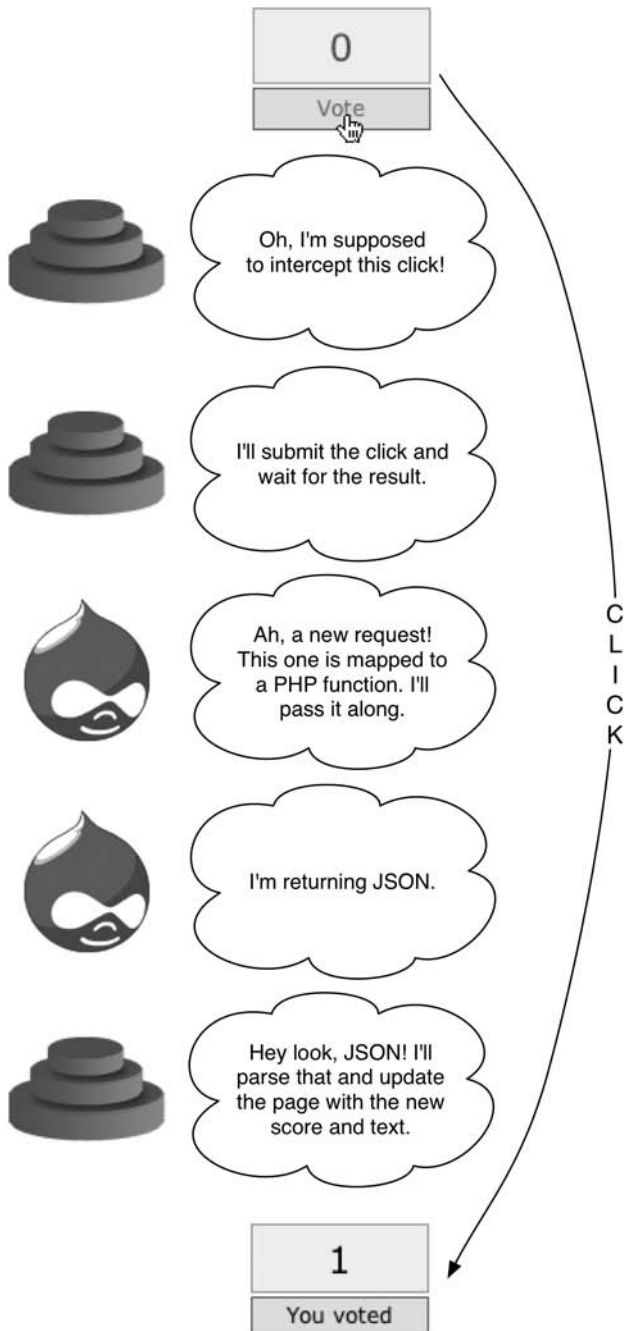 0
Vote
Oh, I'm supposed
to intercept this click!
I'll submit the click and
wait for the result.
Ah, a new request!
This one is mapped to
a PHP function. I'll
pass it along.
C
L
I
C
K
I'm returning JSON.
Hey look, JSON! I'll
parse that and update
the page with the new
score and text.
1
You voted